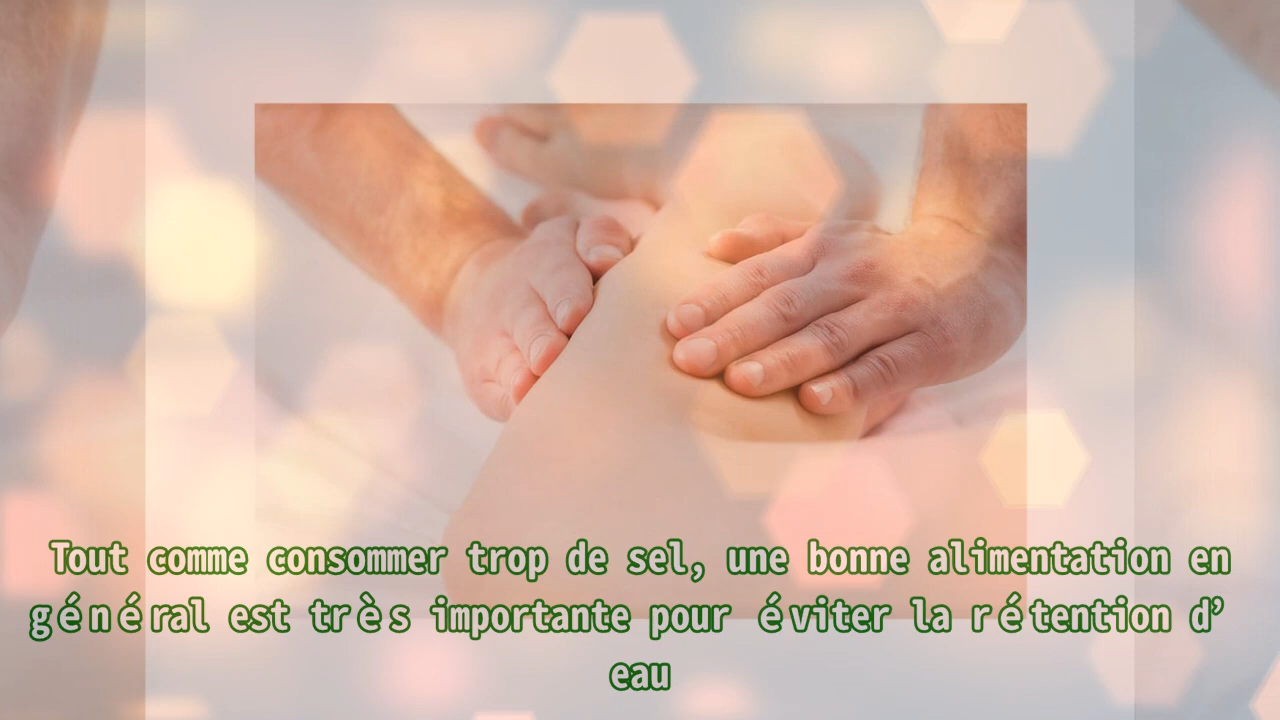 Tout comme consommer trop de sel, une bonne alimentation en
général est très importante pour éviter la rétention d’
eau